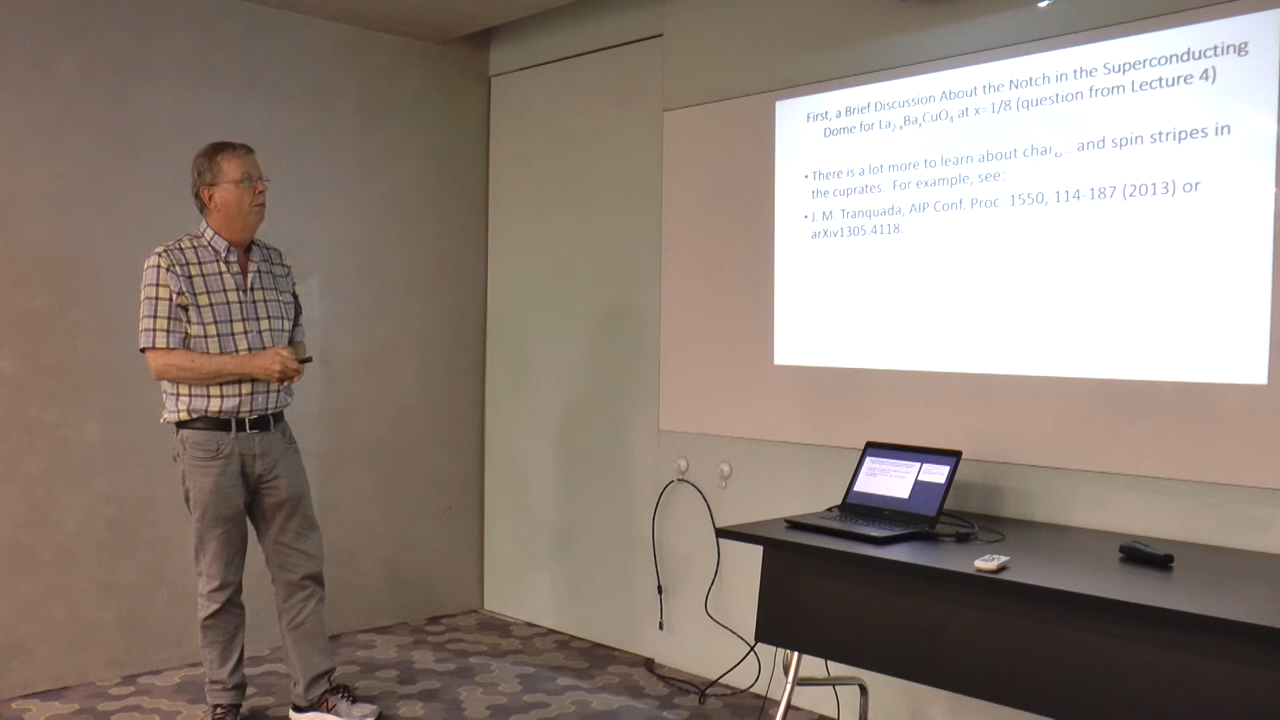 First, a Brief Discussion About the Notch in the Superconducting
Dome for La₂₋ₓBaₓCuO₄ at x=1/8 (question from Lecture 4)
• There is a lot more to learn about and spin stripes in
the cuprates. For example, see:
• J. M. Tranquada, AIP Conf. Proc. 1550, 114-187 (2013) or
arXiv1305.4118.